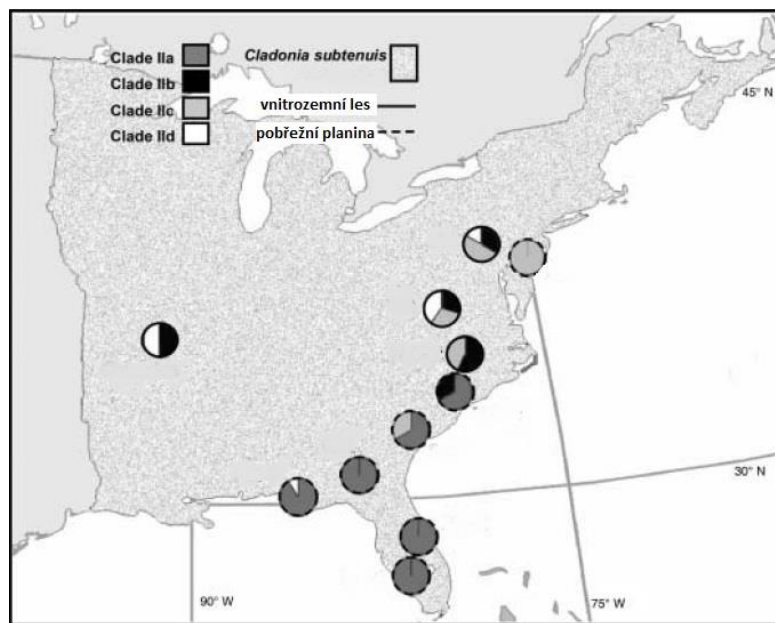 Clade IIa
Cladonia subtenuis
Clade IIb
Clade IIc
vnitrozemní les
Clade IId
pobřežní planina
45° N
30° N
90° W
75° W